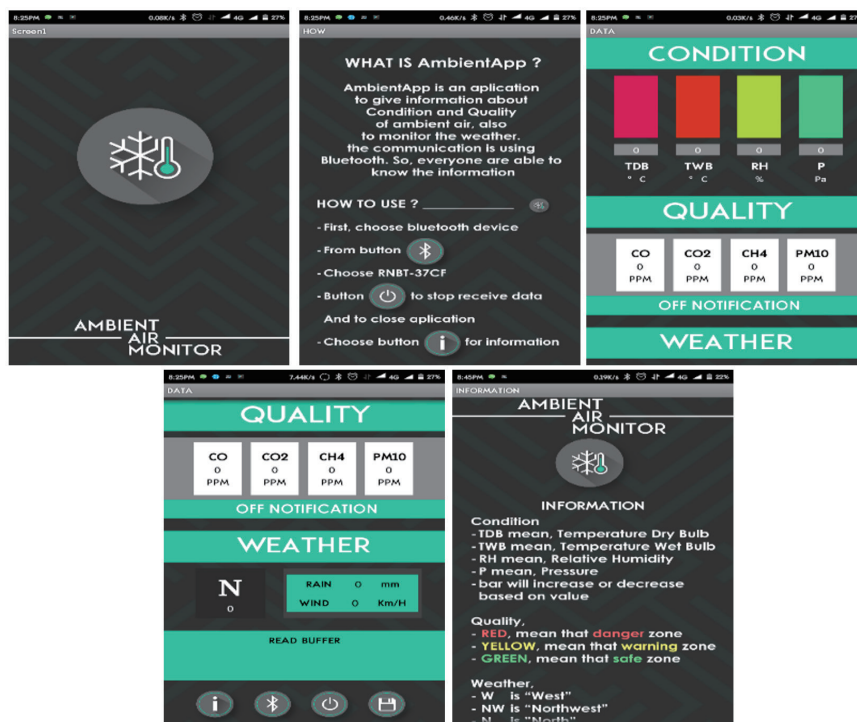 8:25PM
0.08K/s
4G
27%
Screen1
AMBIENT
AIR
MONITOR
8:25PM
0.46K/s
4G
27%
HOW
WHAT IS AmbientApp ?
AmbientApp is an aplication
to give information about
Condition and Quality
of ambient air, also
to monitor the weather.
the communication is using
Bluetooth. So, everyone are able to
know the information
HOW TO USE ?
- First, choose bluetooth device
- From button
- Choose RNBT-37CF
- Button to stop receive data
And to close aplication
- Choose button i for information
8:25PM
0.03K/s
4G
27
DATA
CONDITION
0 0 0 0
TDB TWB RH P
° C ° C % Pa
QUALITY
CO CO2 CH4 PM10
0 0 0 0
PPM PPM PPM PPM
OFF NOTIFICATION
WEATHER
8:25PM
7.44K/s
4G
27%
DATA
QUALITY
CO CO2 CH4 PM10
0 0 0 0
PPM PPM PPM PPM
OFF NOTIFICATION
WEATHER
N
0
RAIN 0 mm
WIND 0 Km/H
READ BUFFER
i
8:45PM
0.19K/s
4G
22%
INFORMATION
AMBIENT
AIR
MONITOR
INFORMATION
Condition
- TDB mean, Temperature Dry Bulb
- TWB mean, Temperature Wet Bulb
- RH mean, Relative Humidity
- P mean, Pressure
- bar will increase or decrease
based on value
Quality,
- RED, mean that danger zone
- YELLOW, mean that warning zone
- GREEN, mean that safe zone
Weather,
- W is "West"
- NW is "Northwest"
- N is "North"